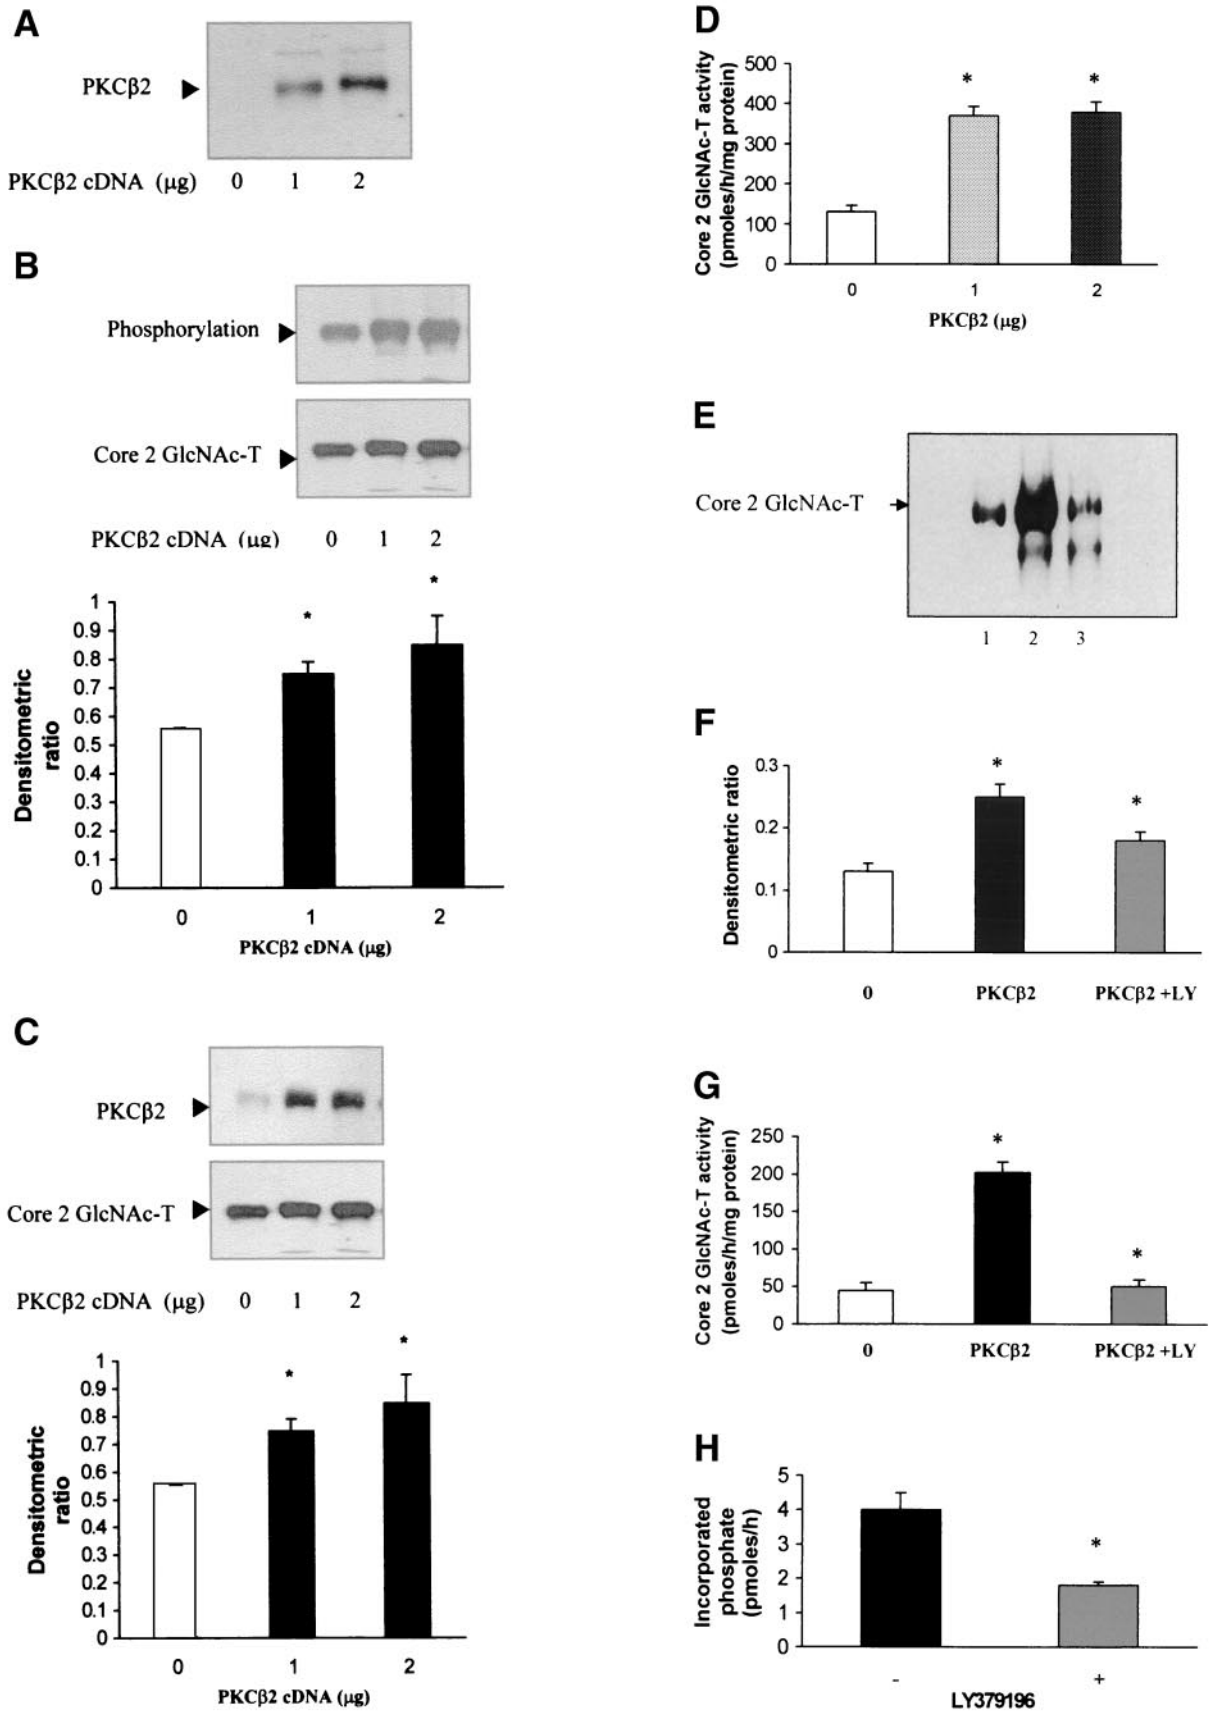 A
PKCβ2
PKCβ2 cDNA (µg) 0 1 2
B
Phosphorylation
Core 2 GlcNAc-T
PKCβ2 cDNA (µg) 0 1 2
* *
1
0.9
0.8
0.7
0.6
0.5
0.4
0.3
0.2
0.1
0
Densitometric
ratio
0 1 2
PKCβ2 cDNA (µg)
C
PKCβ2
Core 2 GlcNAc-T
PKCβ2 cDNA (µg) 0 1 2
* *
1
0.9
0.8
0.7
0.6
0.5
0.4
0.3
0.2
0.1
0
Densitometric
ratio
0 1 2
PKCβ2 cDNA (µg)
D
Core 2 GlcNAc-T actvity
(pmoles/h/mg protein)
500
400
300
200
100
0
* *
0 1 2
PKCβ2 (µg)
E
Core 2 GlcNAc-T
1 2 3
F
Densitometric ratio
0.3
0.2
0.1
0
* *
0 PKCβ2 PKCβ2 +LY
G
Core 2 GlcNAc-T activity
(pmoles/h/mg protein)
250
200
150
100
50
0
* *
0 PKCβ2 PKCβ2 +LY
H
Incorporated
phosphate
(pmoles/h)
5
4
3
2
1
0
*
- +
LY379196